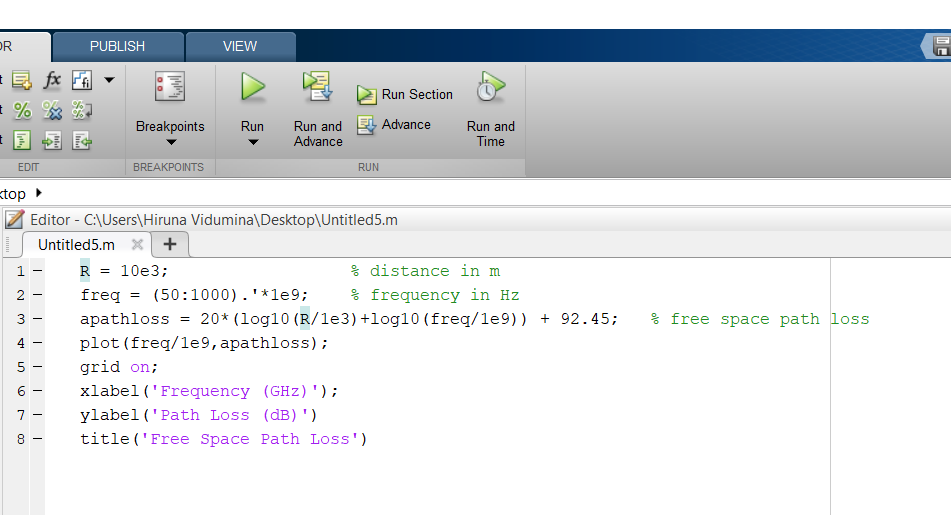 OR PUBLISH VIEW
fx fi
Breakpoints Run Run and Advance Run Section Advance Run and Time
EDIT BREAKPOINTS RUN
ktop
Editor - C:\Users\Hiruna Vidumina\Desktop\Untitled5.m
Untitled5.m
1 R = 10e3; % distance in m
2 freq = (50:1000).'*1e9; % frequency in Hz
3 apathloss = 20*(log10(R/1e3)+log10(freq/1e9)) + 92.45; % free space path loss
4 plot(freq/1e9,apathloss);
5 grid on;
6 xlabel('Frequency (GHz)');
7 ylabel('Path Loss (dB)')
8 title('Free Space Path Loss')